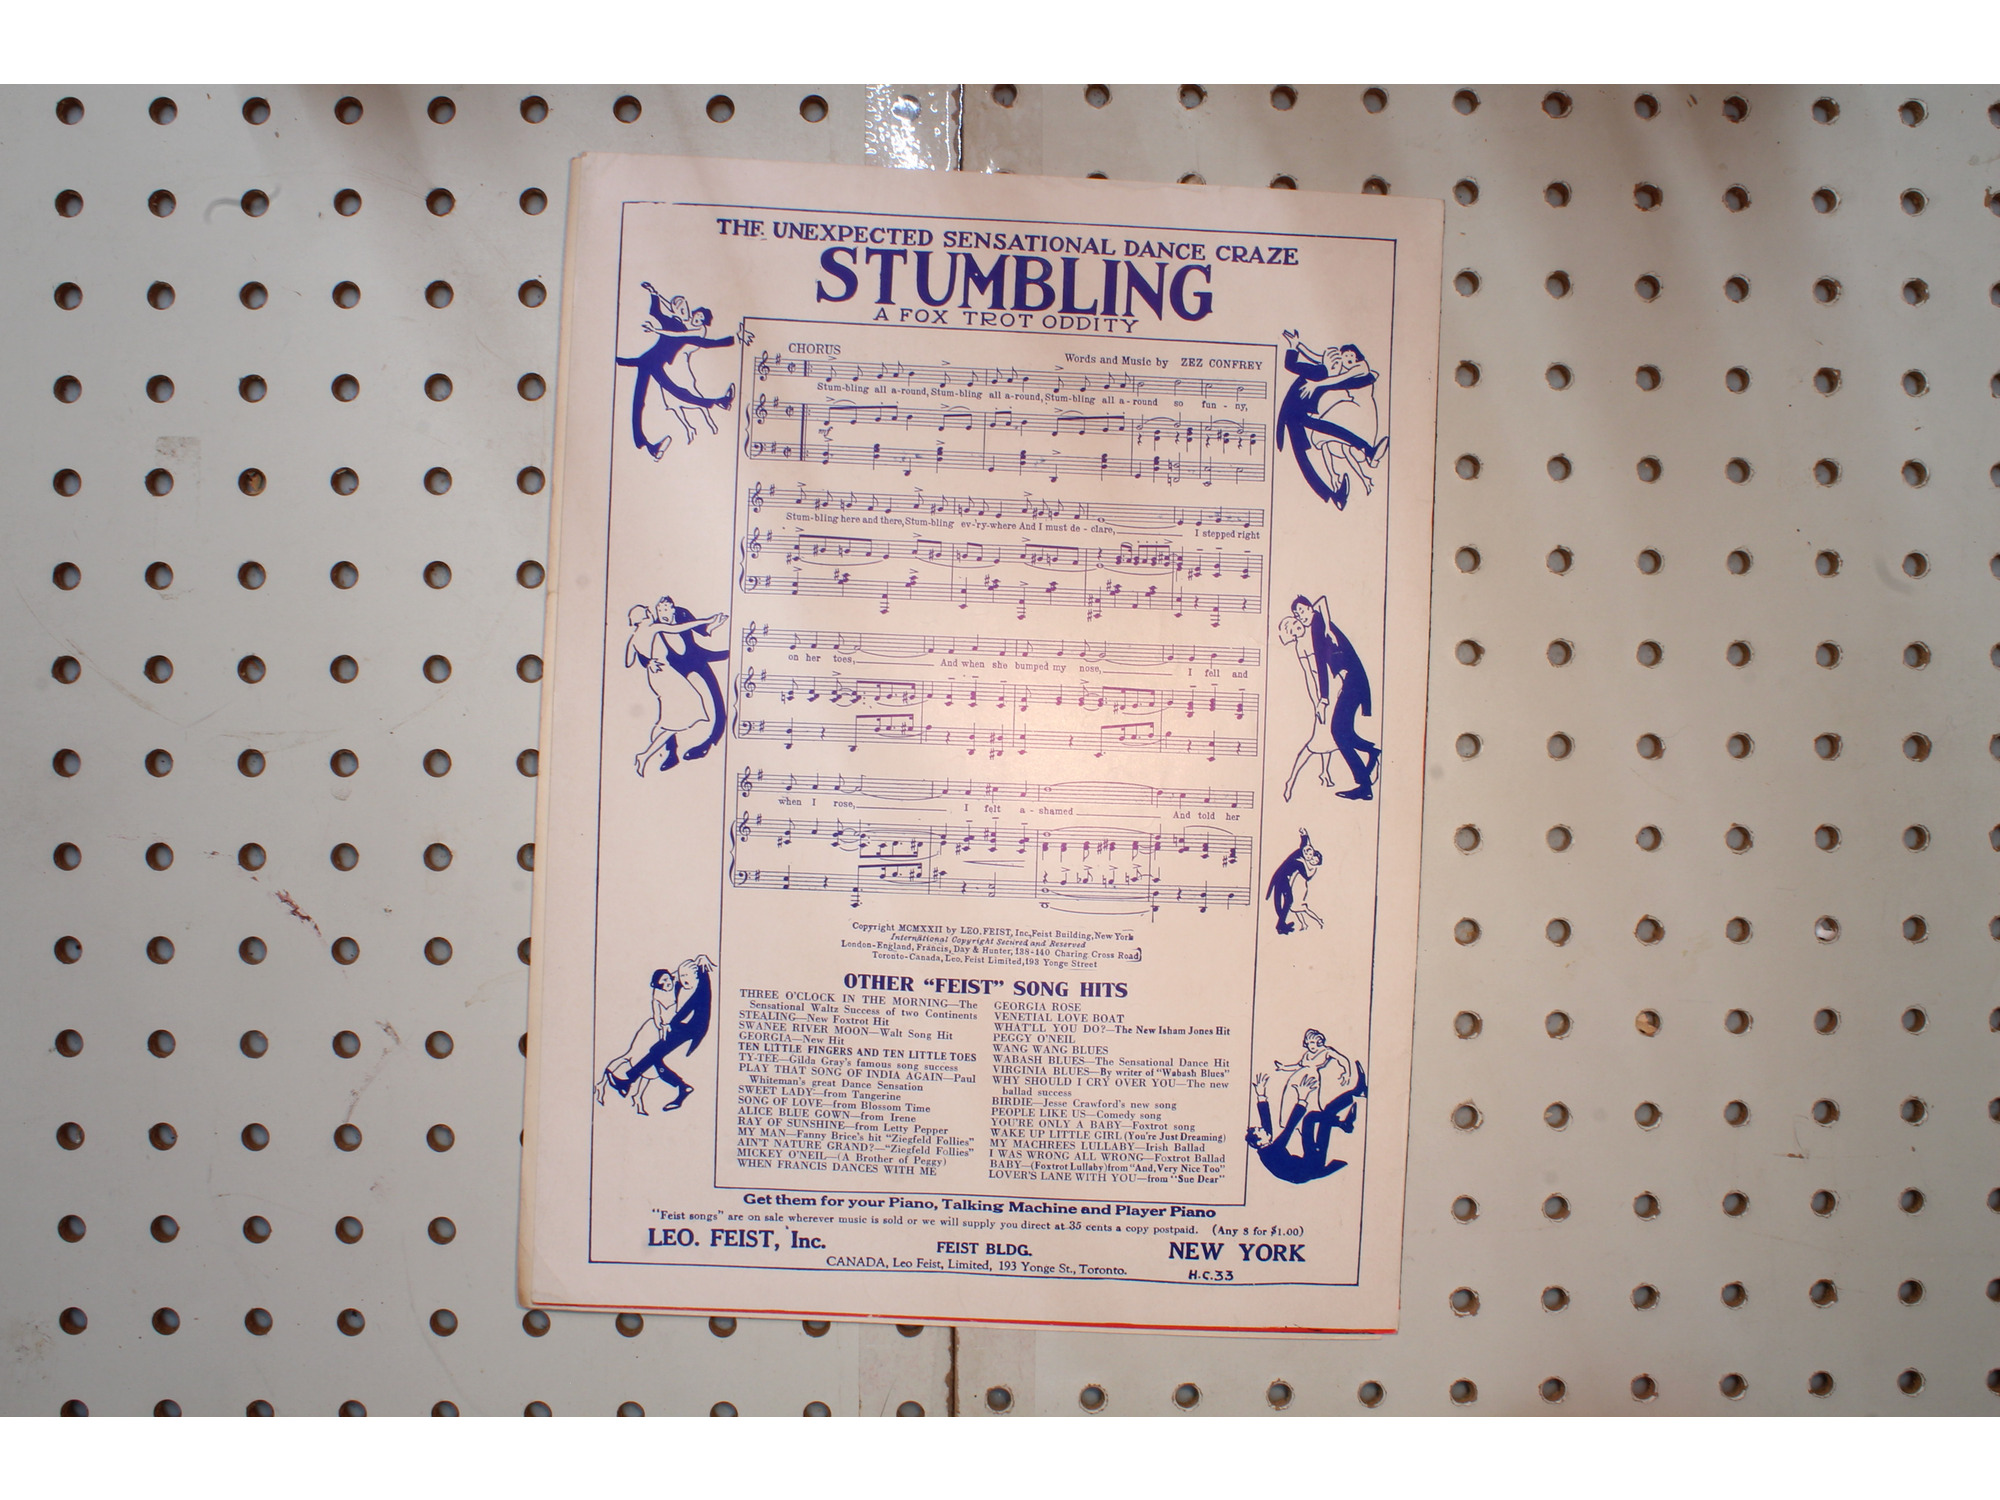 THE UNEXPECTED SENSATIONAL DANCE CRAZE
STUMBLING
A FOX TROT ODDITY
CHORUS
Words and Music by ZEZ CONFREY
Stum-bling all a-round, Stum-bling all a-round, Stum-bling all a-round so fun-ny,
Stum-bling here and there, Stum-bling ev-'ry-where And I must de-clare, I stepped right
on her toes, And when she bumped my nose, I fell and
when I rose, I felt a-shamed And told her
Copyright MCMXXII by LEO. FEIST, Inc, Feist Building, New York
International Copyright Secured and Reserved
London-England, Francis, Day & Hunter, 138-140 Charing Cross Road
Toronto-Canada, Leo. Feist Limited, 193 Yonge Street
OTHER "FEIST" SONG HITS
THREE O'CLOCK IN THE MORNING—The
Sensational Waltz Success of two Continents
STEALING—New Foxtrot Hit
SWANEE RIVER MOON—Walt Song Hit
GEORGIA—New Hit
TEN LITTLE FINGERS AND TEN LITTLE TOES
TY-TEE—Gilda Gray's famous song success
PLAY THAT SONG OF INDIA AGAIN—Paul
Whiteman's great Dance Sensation
SWEET LADY—from Tangerine
SONG OF LOVE—from Blossom Time
ALICE BLUE GOWN—from Irene
RAY OF SUNSHINE—from Letty Pepper
MY MAN—Fanny Brice's hit "Ziegfeld Follies"
AIN'T NATURE GRAND?—"Ziegfeld Follies"
MICKEY O'NEIL—(A Brother of Peggy)
WHEN FRANCIS DANCES WITH ME
GEORGIA ROSE
VENETIAL LOVE BOAT
WHAT'LL YOU DO?—The New Isham Jones Hit
PEGGY O'NEIL
WANG WANG BLUES
WABASH BLUES—The Sensational Dance Hit
VIRGINIA BLUES—By writer of "Wabash Blues"
WHY SHOULD I CRY OVER YOU—The new
ballad success
BIRDIE—Jesse Crawford's new song
PEOPLE LIKE US—Comedy song
YOU'RE ONLY A BABY—Foxtrot song
WAKE UP LITTLE GIRL (You're Just Dreaming)
MY MACHREES LULLABY—Irish Ballad
I WAS WRONG ALL WRONG—Foxtrot Ballad
BABY—(Foxtrot Lullaby) from "And, Very Nice Too"
LOVER'S LANE WITH YOU—from "Sue Dear"
Get them for your Piano, Talking Machine and Player Piano
"Feist songs" are on sale wherever music is sold or we will supply you direct at 35 cents a copy postpaid. (Any 8 for $1.00)
LEO. FEIST, Inc. FEIST BLDG. NEW YORK
CANADA, Leo Feist, Limited, 193 Yonge St., Toronto.
H.C.33